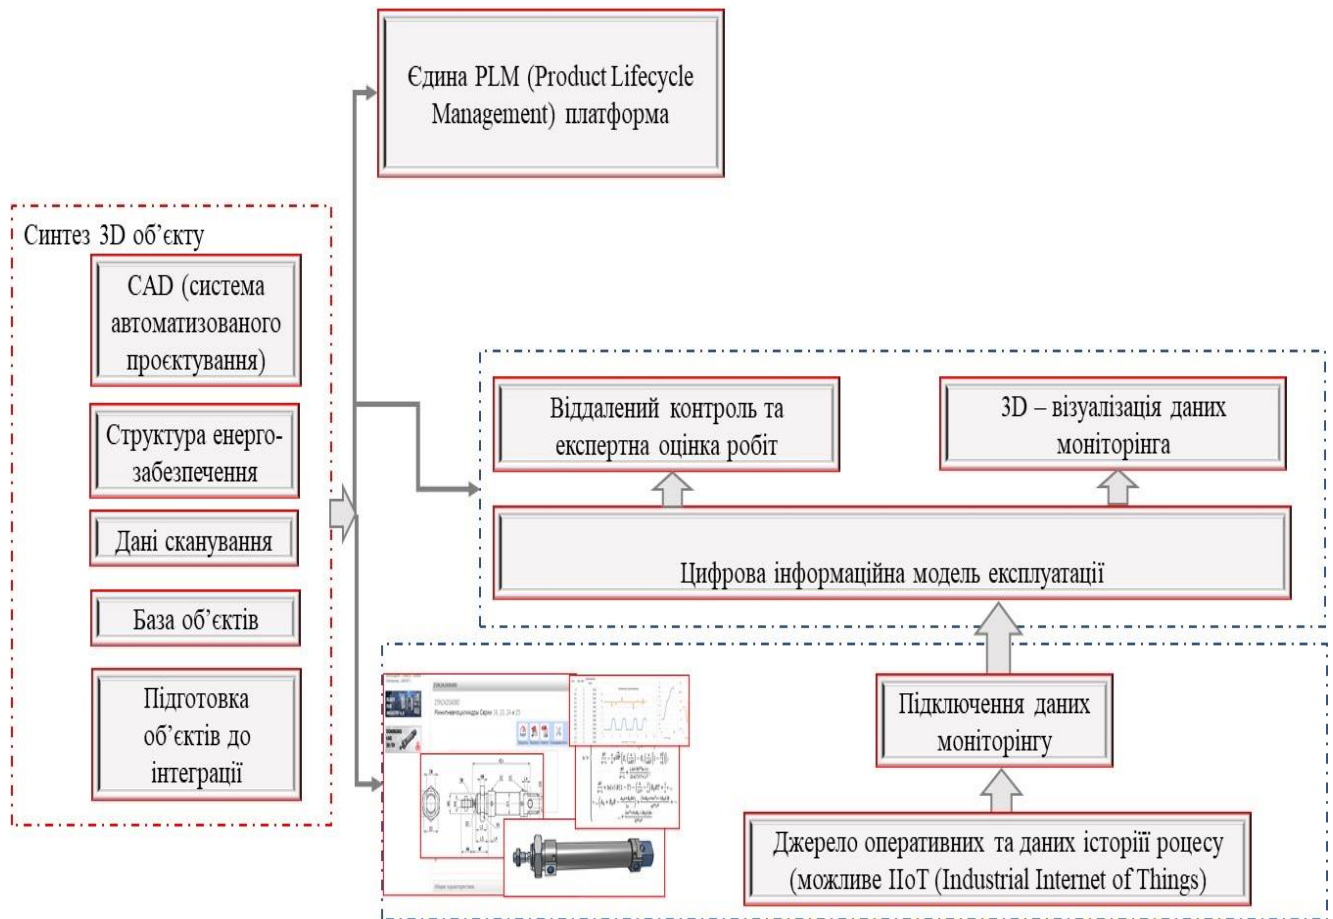 Єдина PLM (Product Lifecycle
Management) платформа
Синтез 3D об’єкту
CAD (система
автоматизованого
проєктування)
Структура енерго-
забезпечення
Дані сканування
База об’єктів
Підготовка
об’єктів до
інтеграції
Віддалений контроль та
експертна оцінка робіт
3D – візуалізація даних
моніторінга
Цифрова інформаційна модель експлуатації
Підключення даних
моніторінгу
Джерело оперативних та даних історіїї роцесу
(можливе IIoT (Industrial Internet of Things)